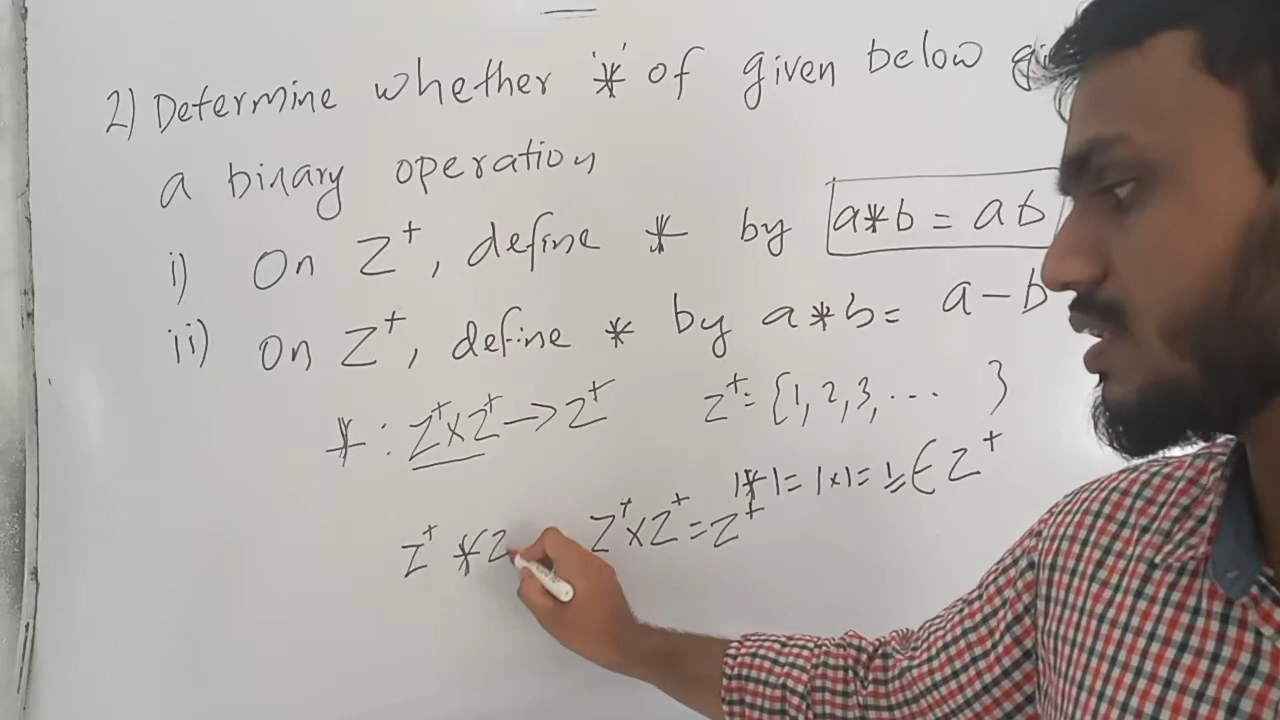 2) Determine whether '*' of given below
a binary operation
i) On Z⁺, define * by a*b = ab
ii) On Z⁺, define * by a*b = a-b
* : Z⁺×Z⁺→Z⁺ Z⁺= {1, 2, 3, ... }
1*1= 1×1= 1 ∈ Z⁺
Z⁺ *Z Z⁺×Z⁺=Z⁺